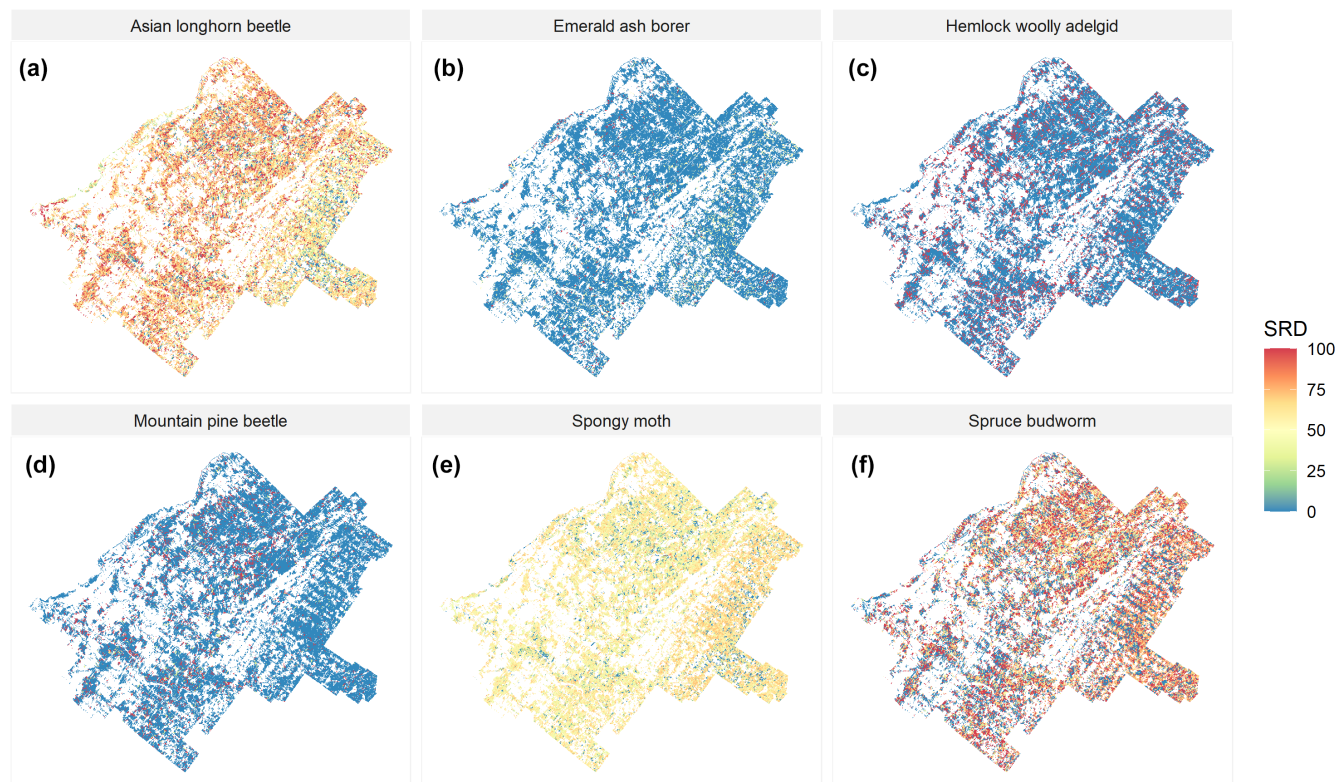 Asian longhorn beetle
Emerald ash borer
Hemlock woolly adelgid
(a)
(b)
(c)
Mountain pine beetle
Spongy moth
Spruce budworm
(d)
(e)
(f)
SRD
100
75
50
25
0